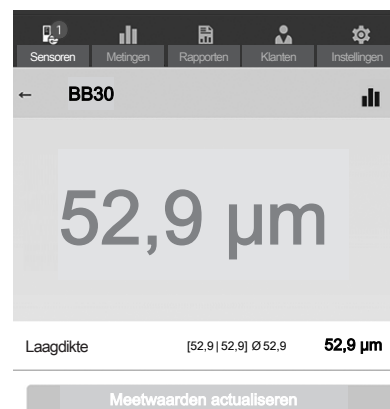 1
Sensoren Metingen Rapporten Klanten Instellingen
← BB30
52,9 µm
Laagdikte [52,9|52,9] Ø 52,9 52,9 µm
Meetwaarden actualiseren